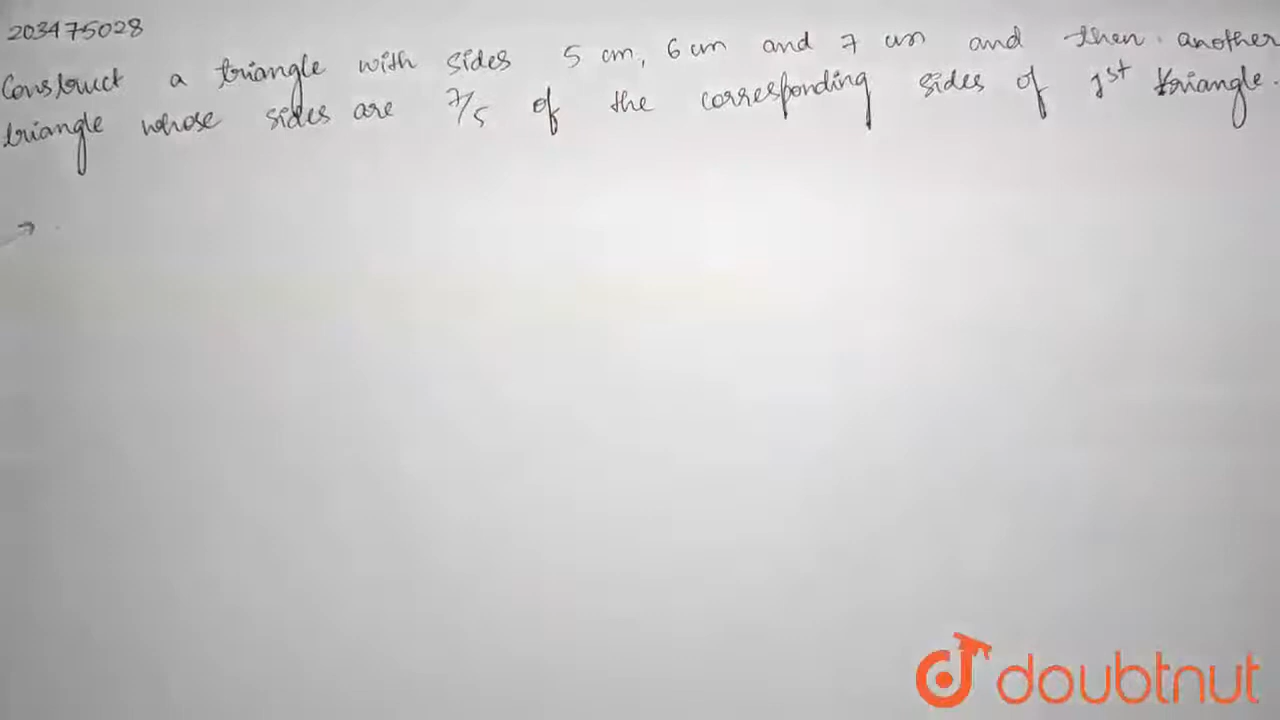 203475028
Construct a triangle with sides 5 cm, 6 cm and 7 cm and then another
triangle whose sides are 7/5 of the corresponding sides of 1st triangle.
→
doubtnut